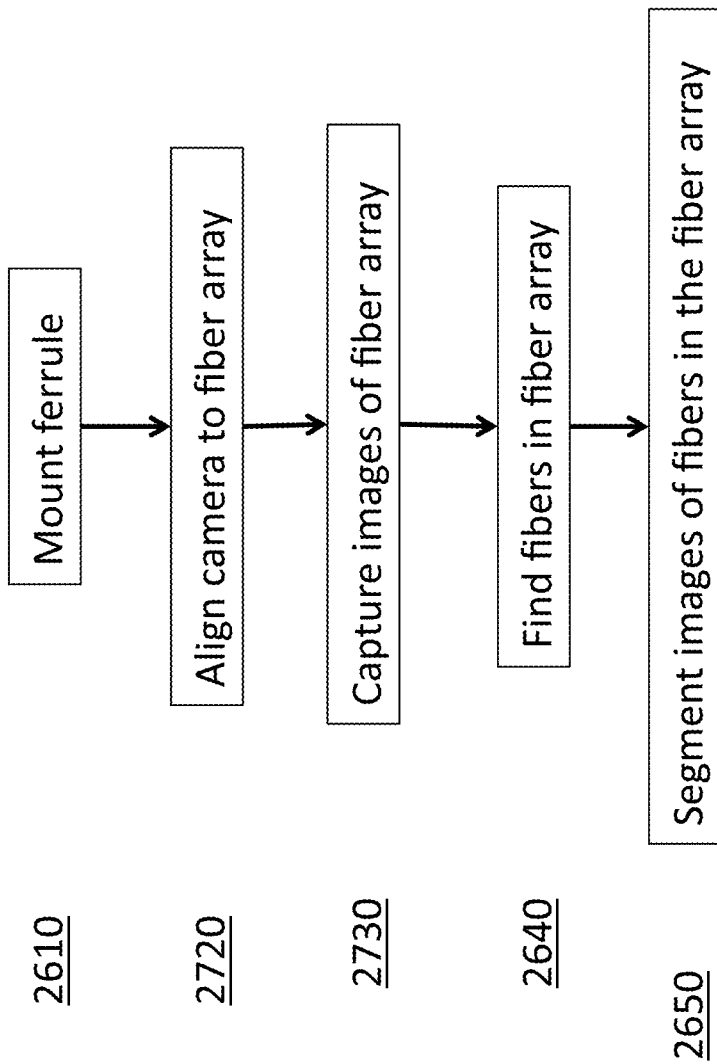 2610
Mount ferrule
2720
Align camera to fiber array
2730
Capture images of fiber array
2640
Find fibers in fiber array
2650
Segment images of fibers in the fiber array